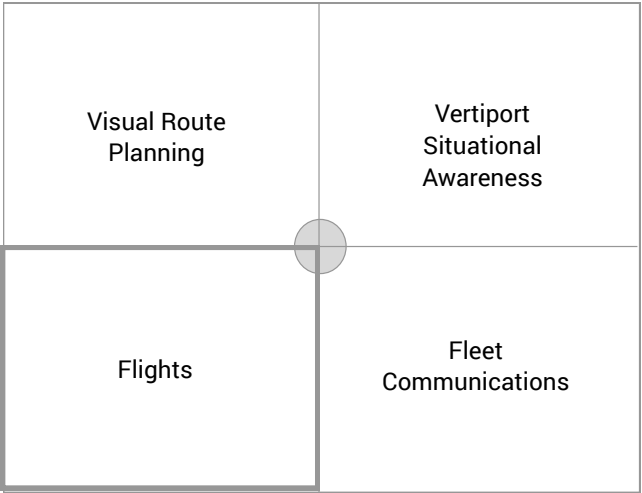 Visual Route
Planning
Vertiport
Situational
Awareness
Flights
Fleet
Communications